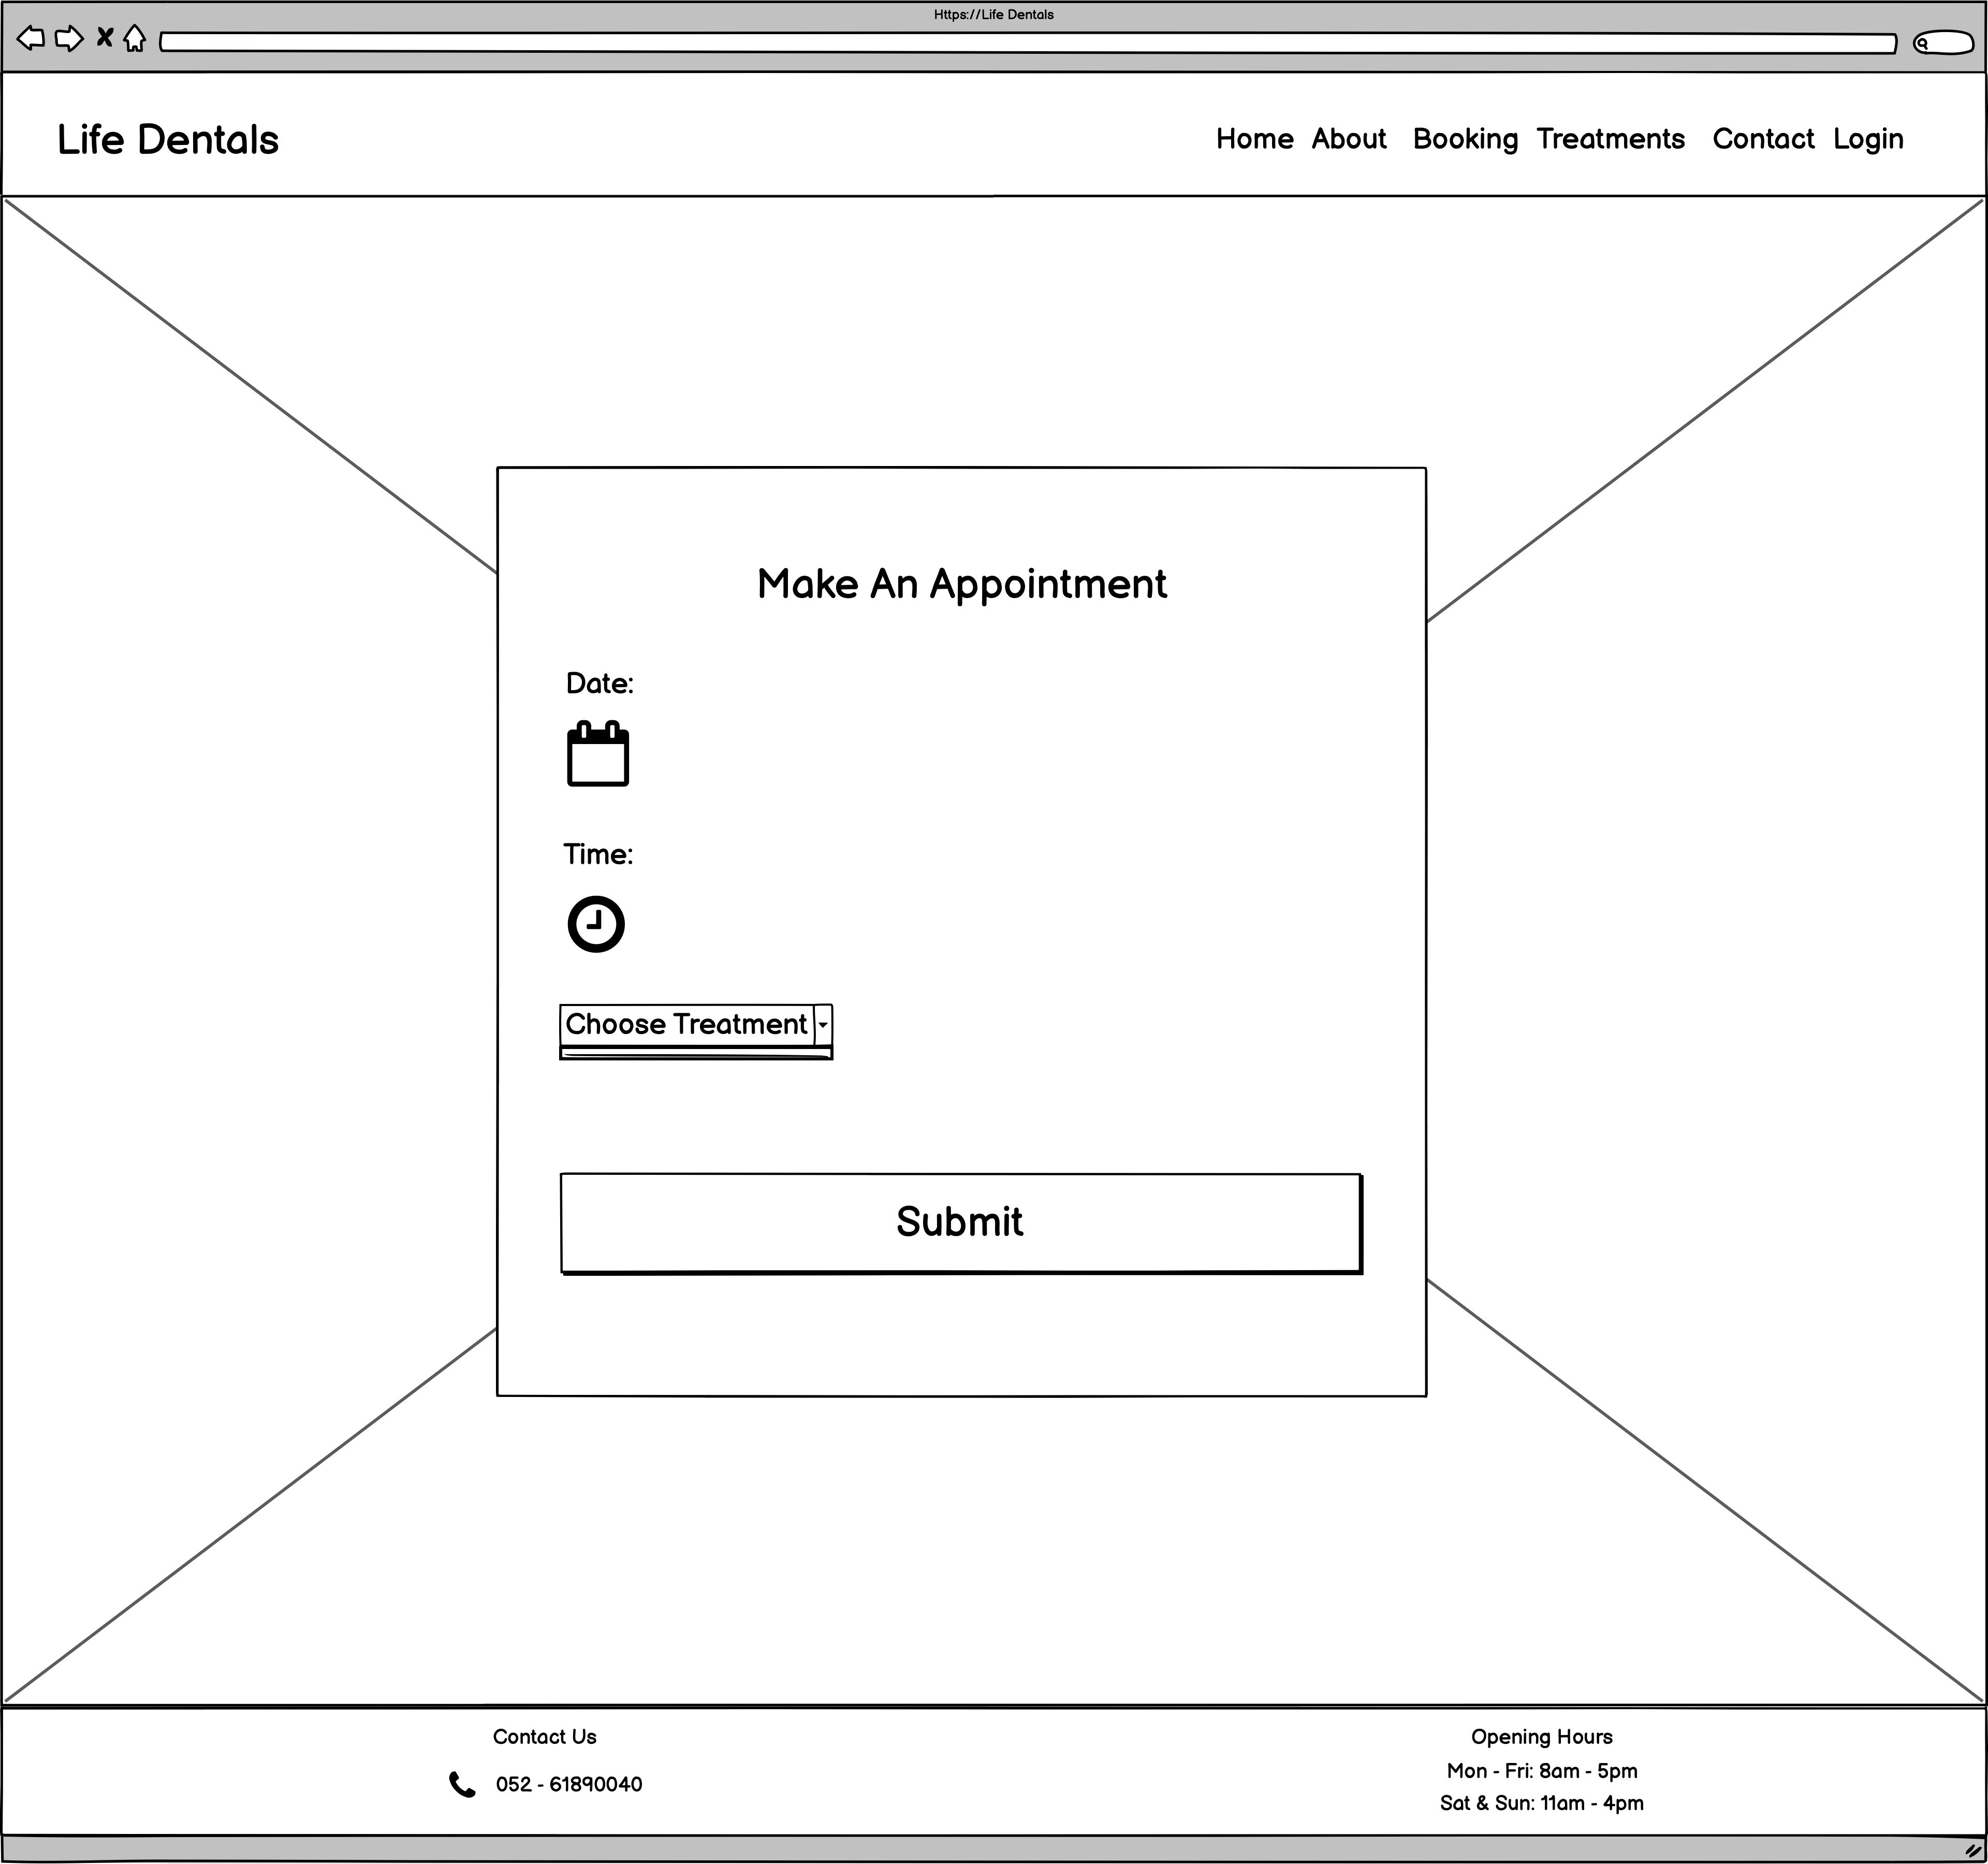 Https://Life Dentals
Life Dentals
Home About Booking Treatments Contact Login
Make An Appointment
Date:
Time:
Choose Treatment
Submit
Contact Us
052 - 61890040
Opening Hours
Mon - Fri: 8am - 5pm
Sat & Sun: 11am - 4pm